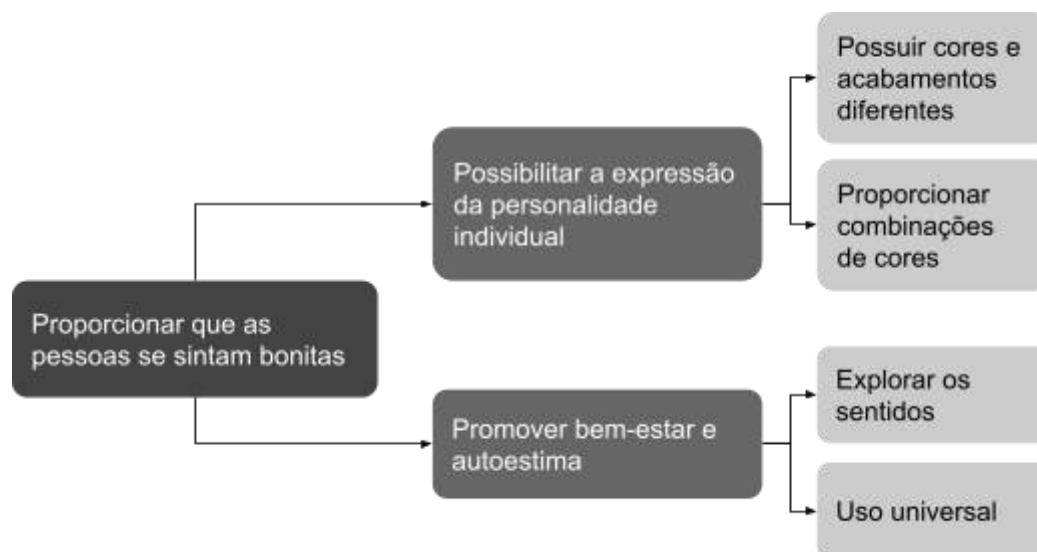 Possuir cores e
acabamentos
diferentes
Possibilitar a expressão
da personalidade
individual
Proporcionar
combinações
de cores
Proporcionar que as
pessoas se sintam bonitas
Explorar os
sentidos
Promover bem-estar e
autoestima
Uso universal